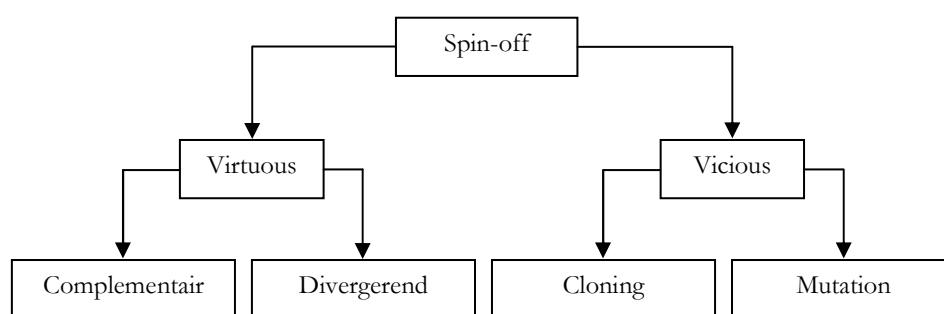 Spin-off
Virtuous
Vicious
Complementair
Divergerend
Cloning
Mutation